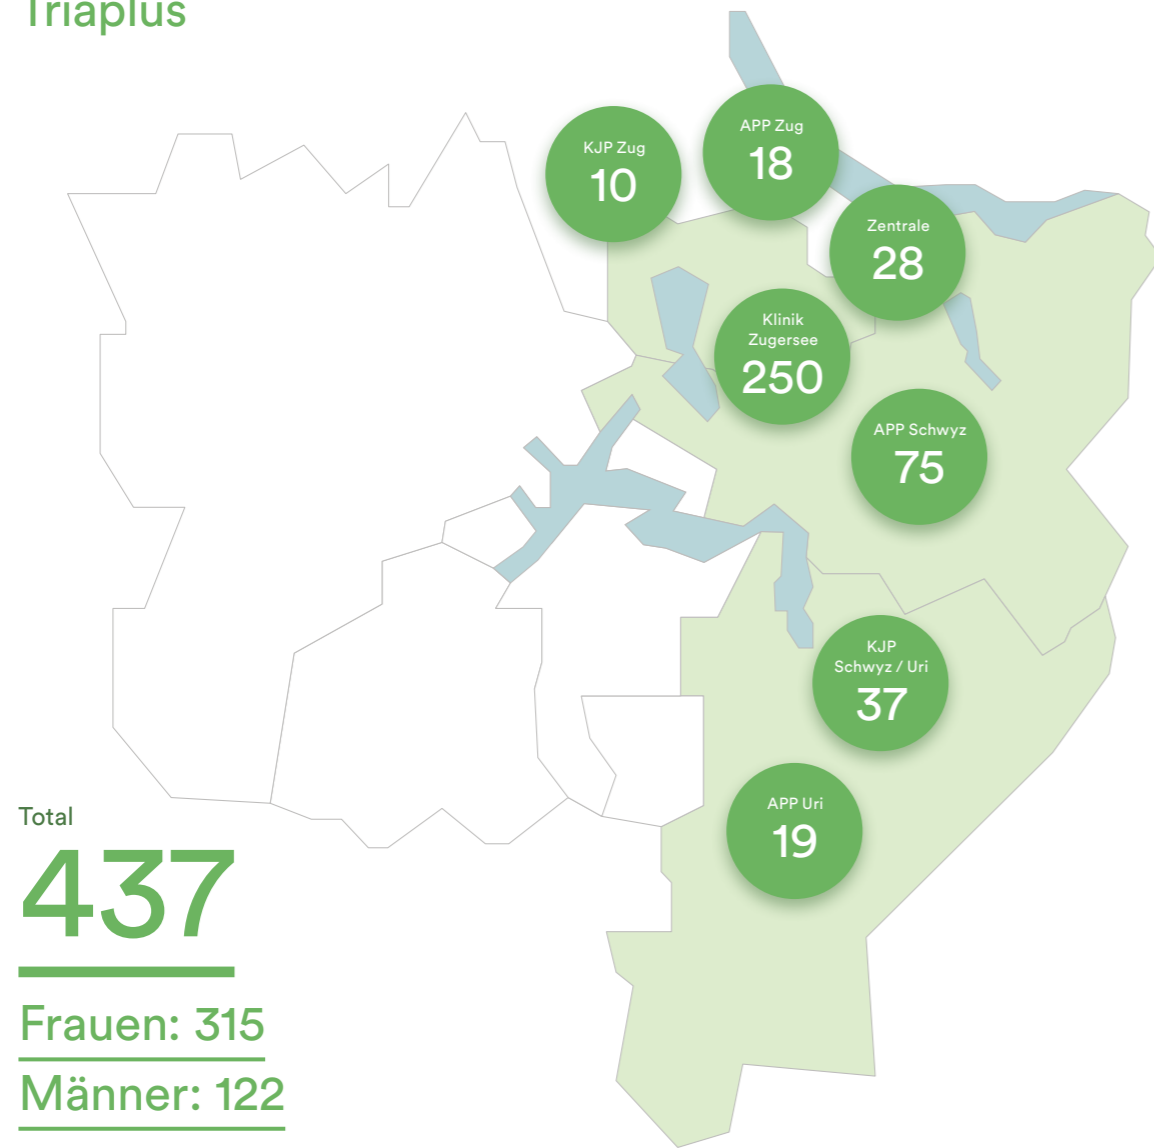 Triaplus
KJP Zug
10
APP Zug
18
Zentrale
28
Klinik
Zugersee
250
APP Schwyz
75
KJP
Schwyz / Uri
37
APP Uri
19
Total
437
Frauen: 315
Männer: 122